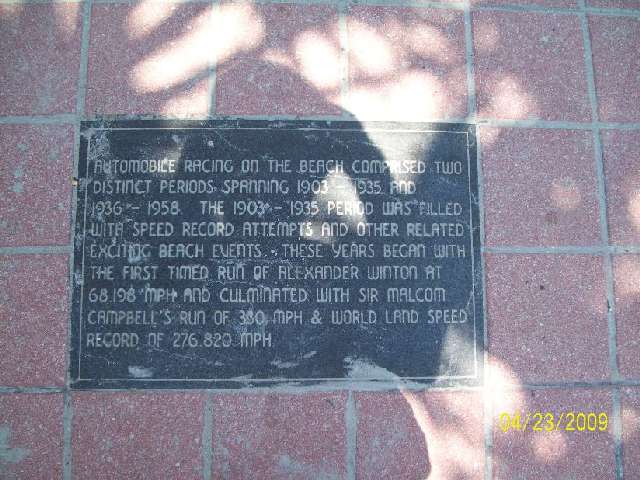 AUTOMOBILE RACING ON THE BEACH COMPRISED TWO
DISTINCT PERIODS SPANNING 1903 - 1935 AND
1936 - 1958. THE 1903 - 1935 PERIOD WAS FILLED
WITH SPEED RECORD ATTEMPTS AND OTHER RELATED
EXCITING BEACH EVENTS. THESE YEARS BEGAN WITH
THE FIRST TIMED RUN OF ALEXANDER WINTON AT
68.198 MPH AND CULMINATED WITH SIR MALCOM
CAMPBELL'S RUN OF 330 MPH & WORLD LAND SPEED
RECORD OF 276.820 MPH.
04/23/2009